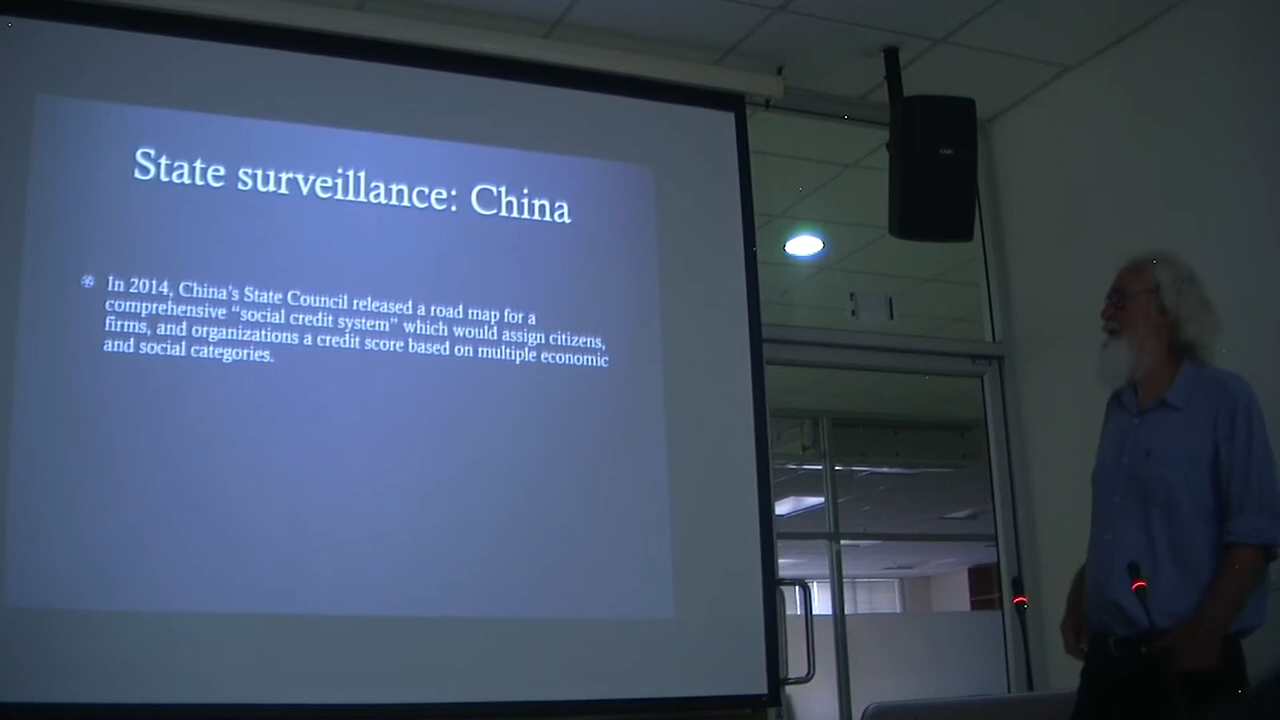 State surveillance: China
In 2014, China's State Council released a road map for a
comprehensive “social credit system” which would assign citizens,
firms, and organizations a credit score based on multiple economic
and social categories.